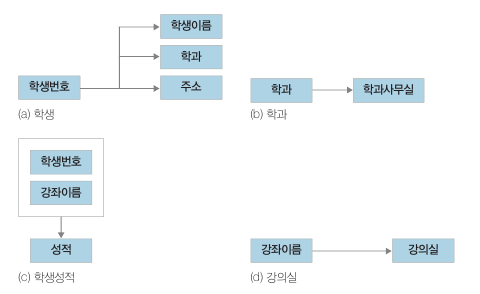 학생이름
학과
학생번호
주소
(a) 학생
학과
학과사무실
(b) 학과
학생번호
강좌이름
성적
(c) 학생성적
강좌이름
강의실
(d) 강의실